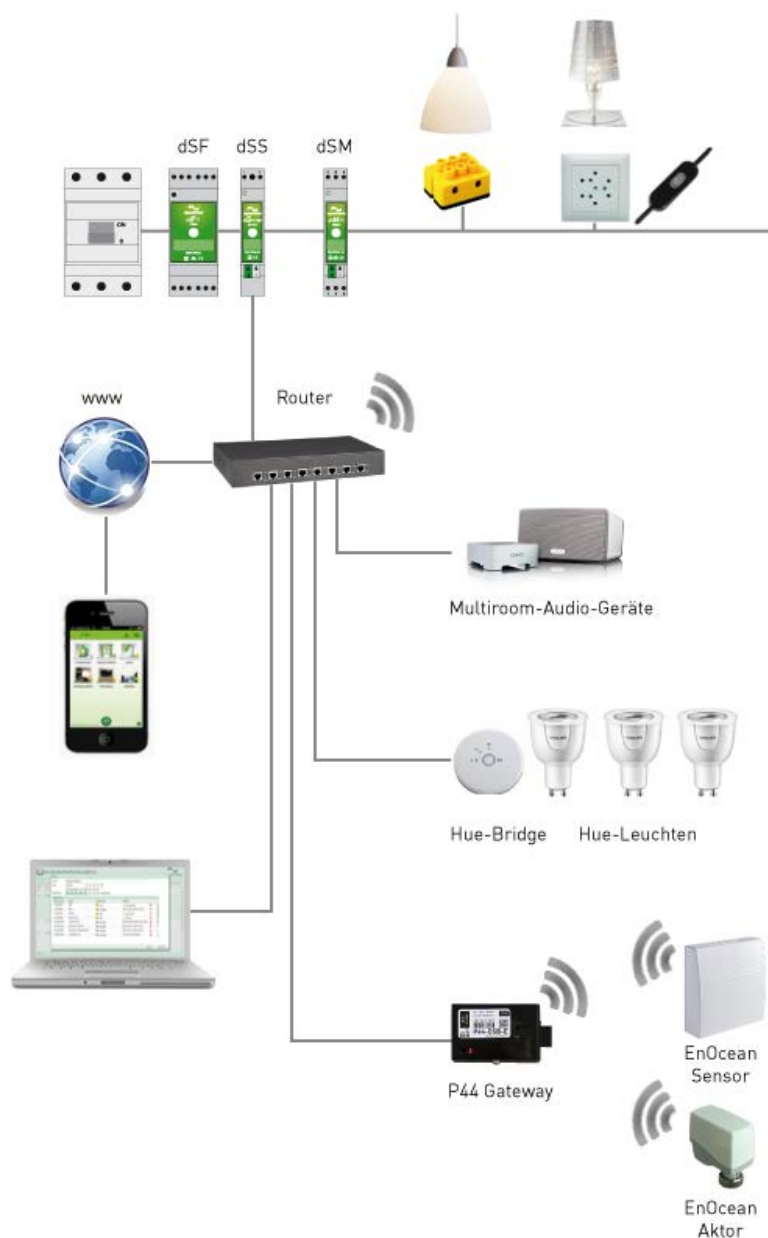 dSF
dSS
dSM
www
Router
Multiroom-Audio-Geräte
Hue-Bridge
Hue-Leuchten
P44 Gateway
EnOcean
Sensor
EnOcean
Aktor